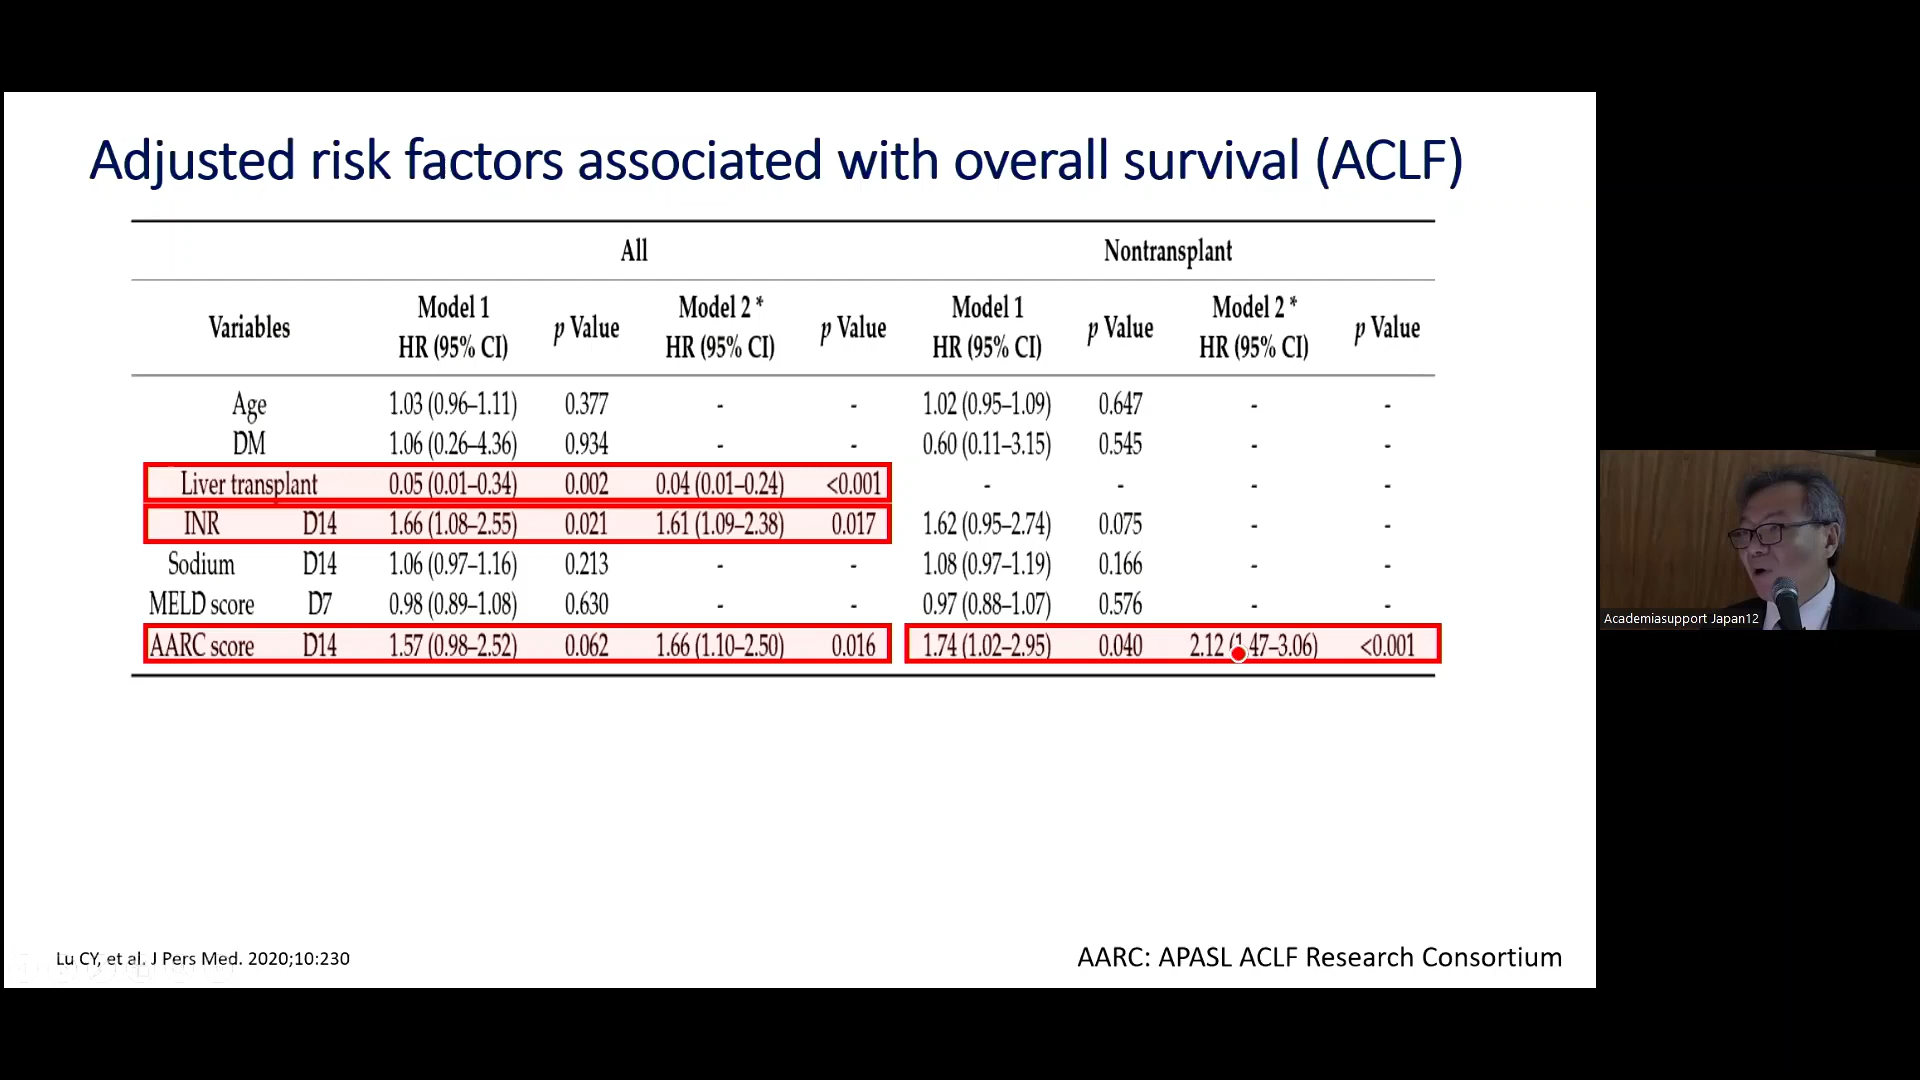 Adjusted risk factors associated with overall survival (ACLF)
All Nontransplant
Variables Model 1 HR (95% CI) p Value Model 2 * HR (95% CI) p Value Model 1 HR (95% CI) p Value Model 2 * HR (95% CI) p Value
Age 1.03 (0.96–1.11) 0.377 - - 1.02 (0.95–1.09) 0.647 - -
DM 1.06 (0.26–4.36) 0.934 - - 0.60 (0.11–3.15) 0.545 - -
Liver transplant 0.05 (0.01–0.34) 0.002 0.04 (0.01–0.24) <0.001 - - - -
INR D14 1.66 (1.08–2.55) 0.021 1.61 (1.09–2.38) 0.017 1.62 (0.95–2.74) 0.075 - -
Sodium D14 1.06 (0.97–1.16) 0.213 - - 1.08 (0.97–1.19) 0.166 - -
MELD score D7 0.98 (0.89–1.08) 0.630 - - 0.97 (0.88–1.07) 0.576 - -
AARC score D14 1.57 (0.98–2.52) 0.062 1.66 (1.10–2.50) 0.016 1.74 (1.02–2.95) 0.040 2.12 (1.47–3.06) <0.001
Lu CY, et al. J Pers Med. 2020;10:230
AARC: APASL ACLF Research Consortium
Academiasupport Japan12